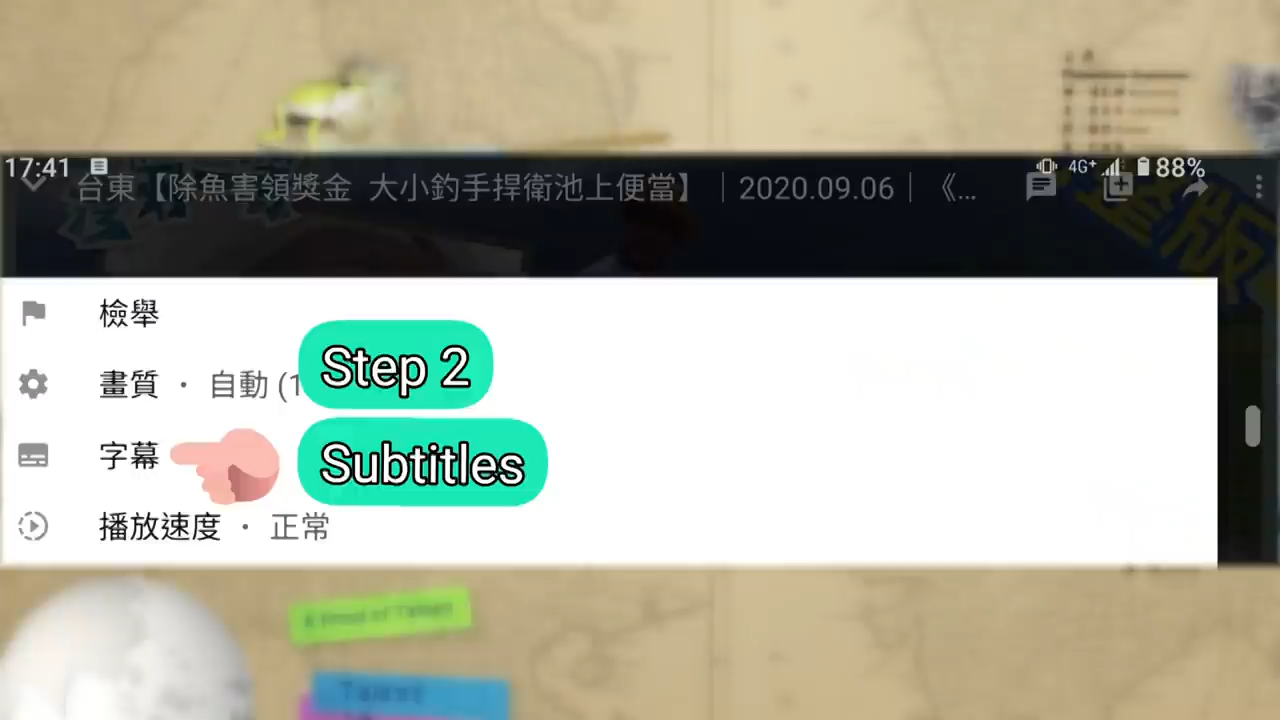 17:41
4G+
88%
台東【除魚害領獎金 大小釣手捍衛池上便當】｜2020.09.06｜《...
檢舉
畫質 · 自動 (1
Step 2
字幕
Subtitles
播放速度 · 正常